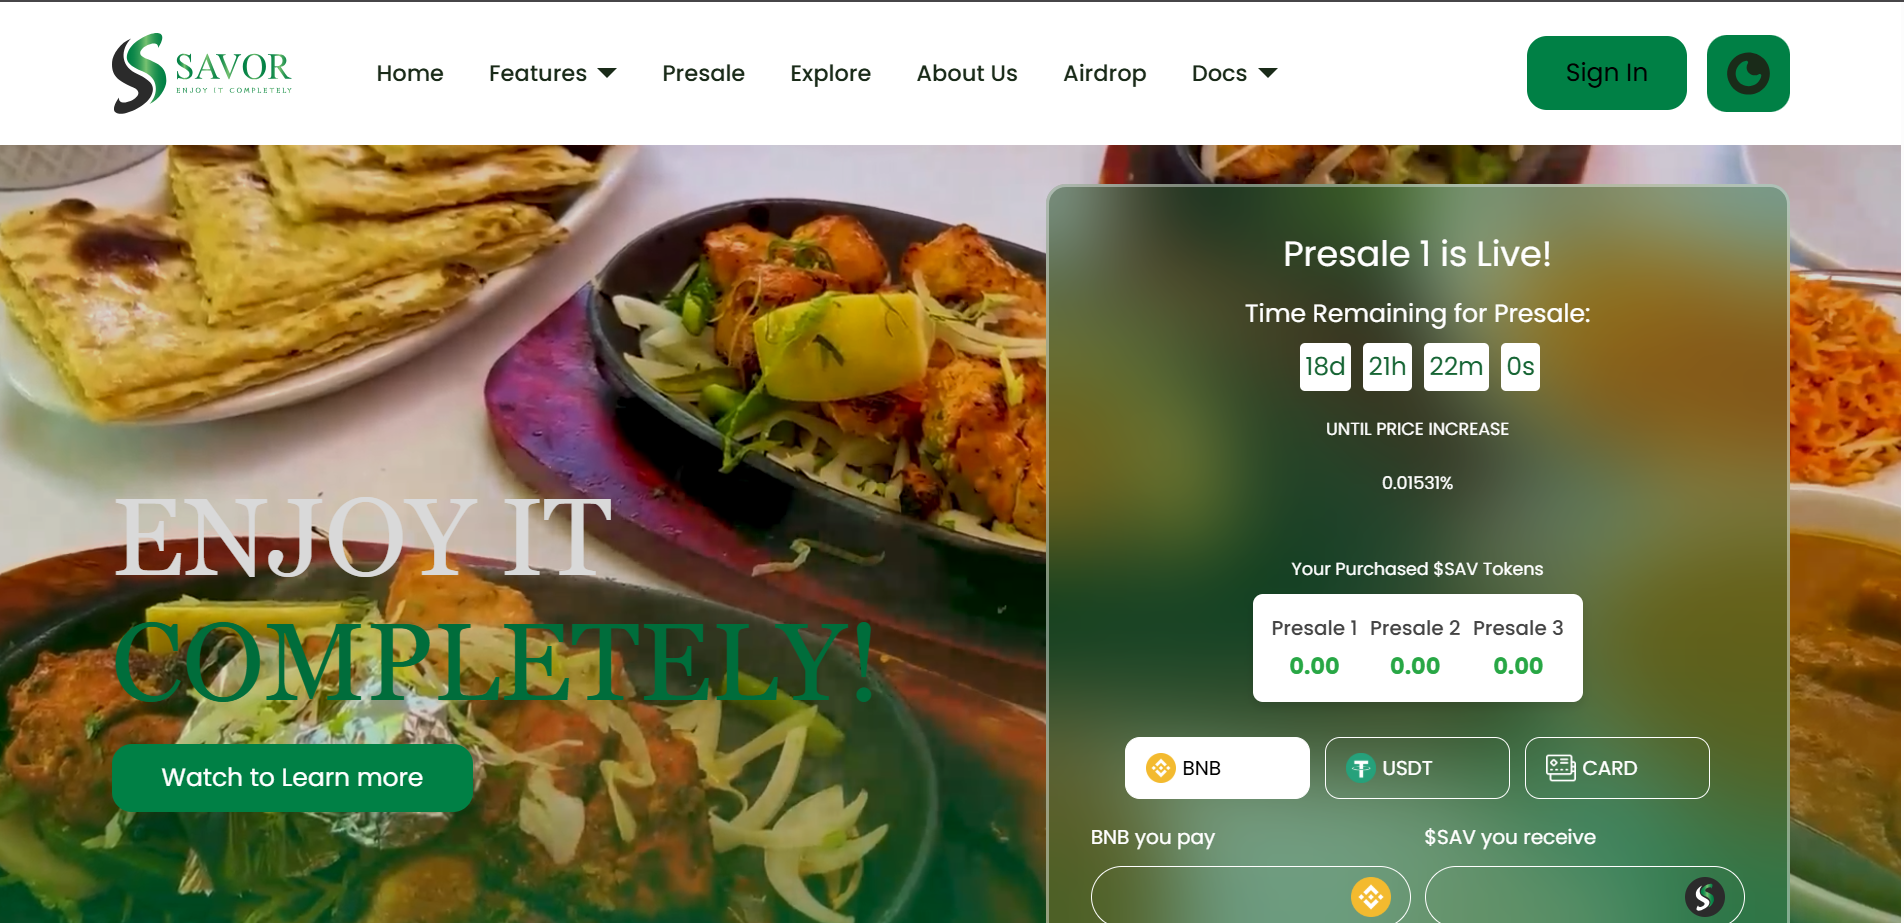 SAVOR
ENJOY IT COMPLETELY
Home Features Presale Explore About Us Airdrop Docs
Sign In
ENJOY IT
COMPLETELY!
Watch to Learn more
Presale 1 is Live!
Time Remaining for Presale:
18d 21h 22m 0s
UNTIL PRICE INCREASE
0.01531%
Your Purchased $SAV Tokens
Presale 1 Presale 2 Presale 3
0.00 0.00 0.00
BNB USDT CARD
BNB you pay $SAV you receive